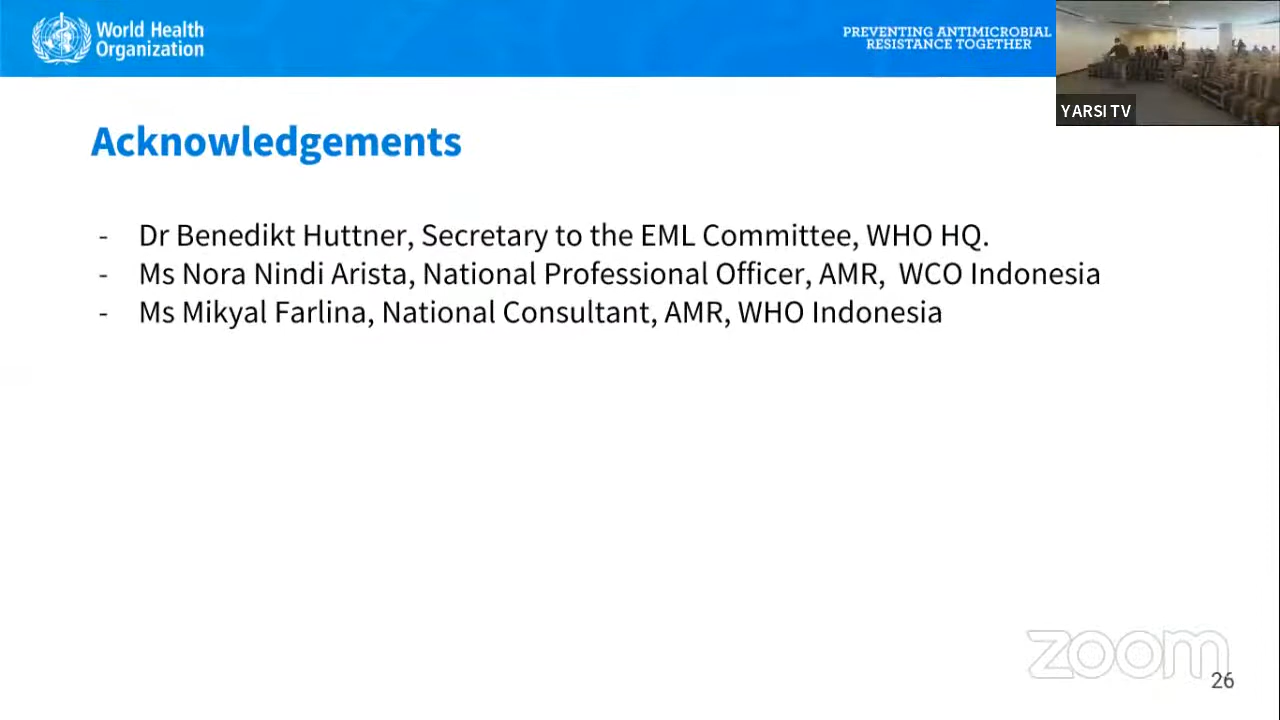 World Health
Organization
PREVENTING ANTIMICROBIAL
RESISTANCE TOGETHER
YARSI TV
Acknowledgements
- Dr Benedikt Huttner, Secretary to the EML Committee, WHO HQ.
- Ms Nora Nindi Arista, National Professional Officer, AMR, WCO Indonesia
- Ms Mikyal Farlina, National Consultant, AMR, WHO Indonesia
zoom
26